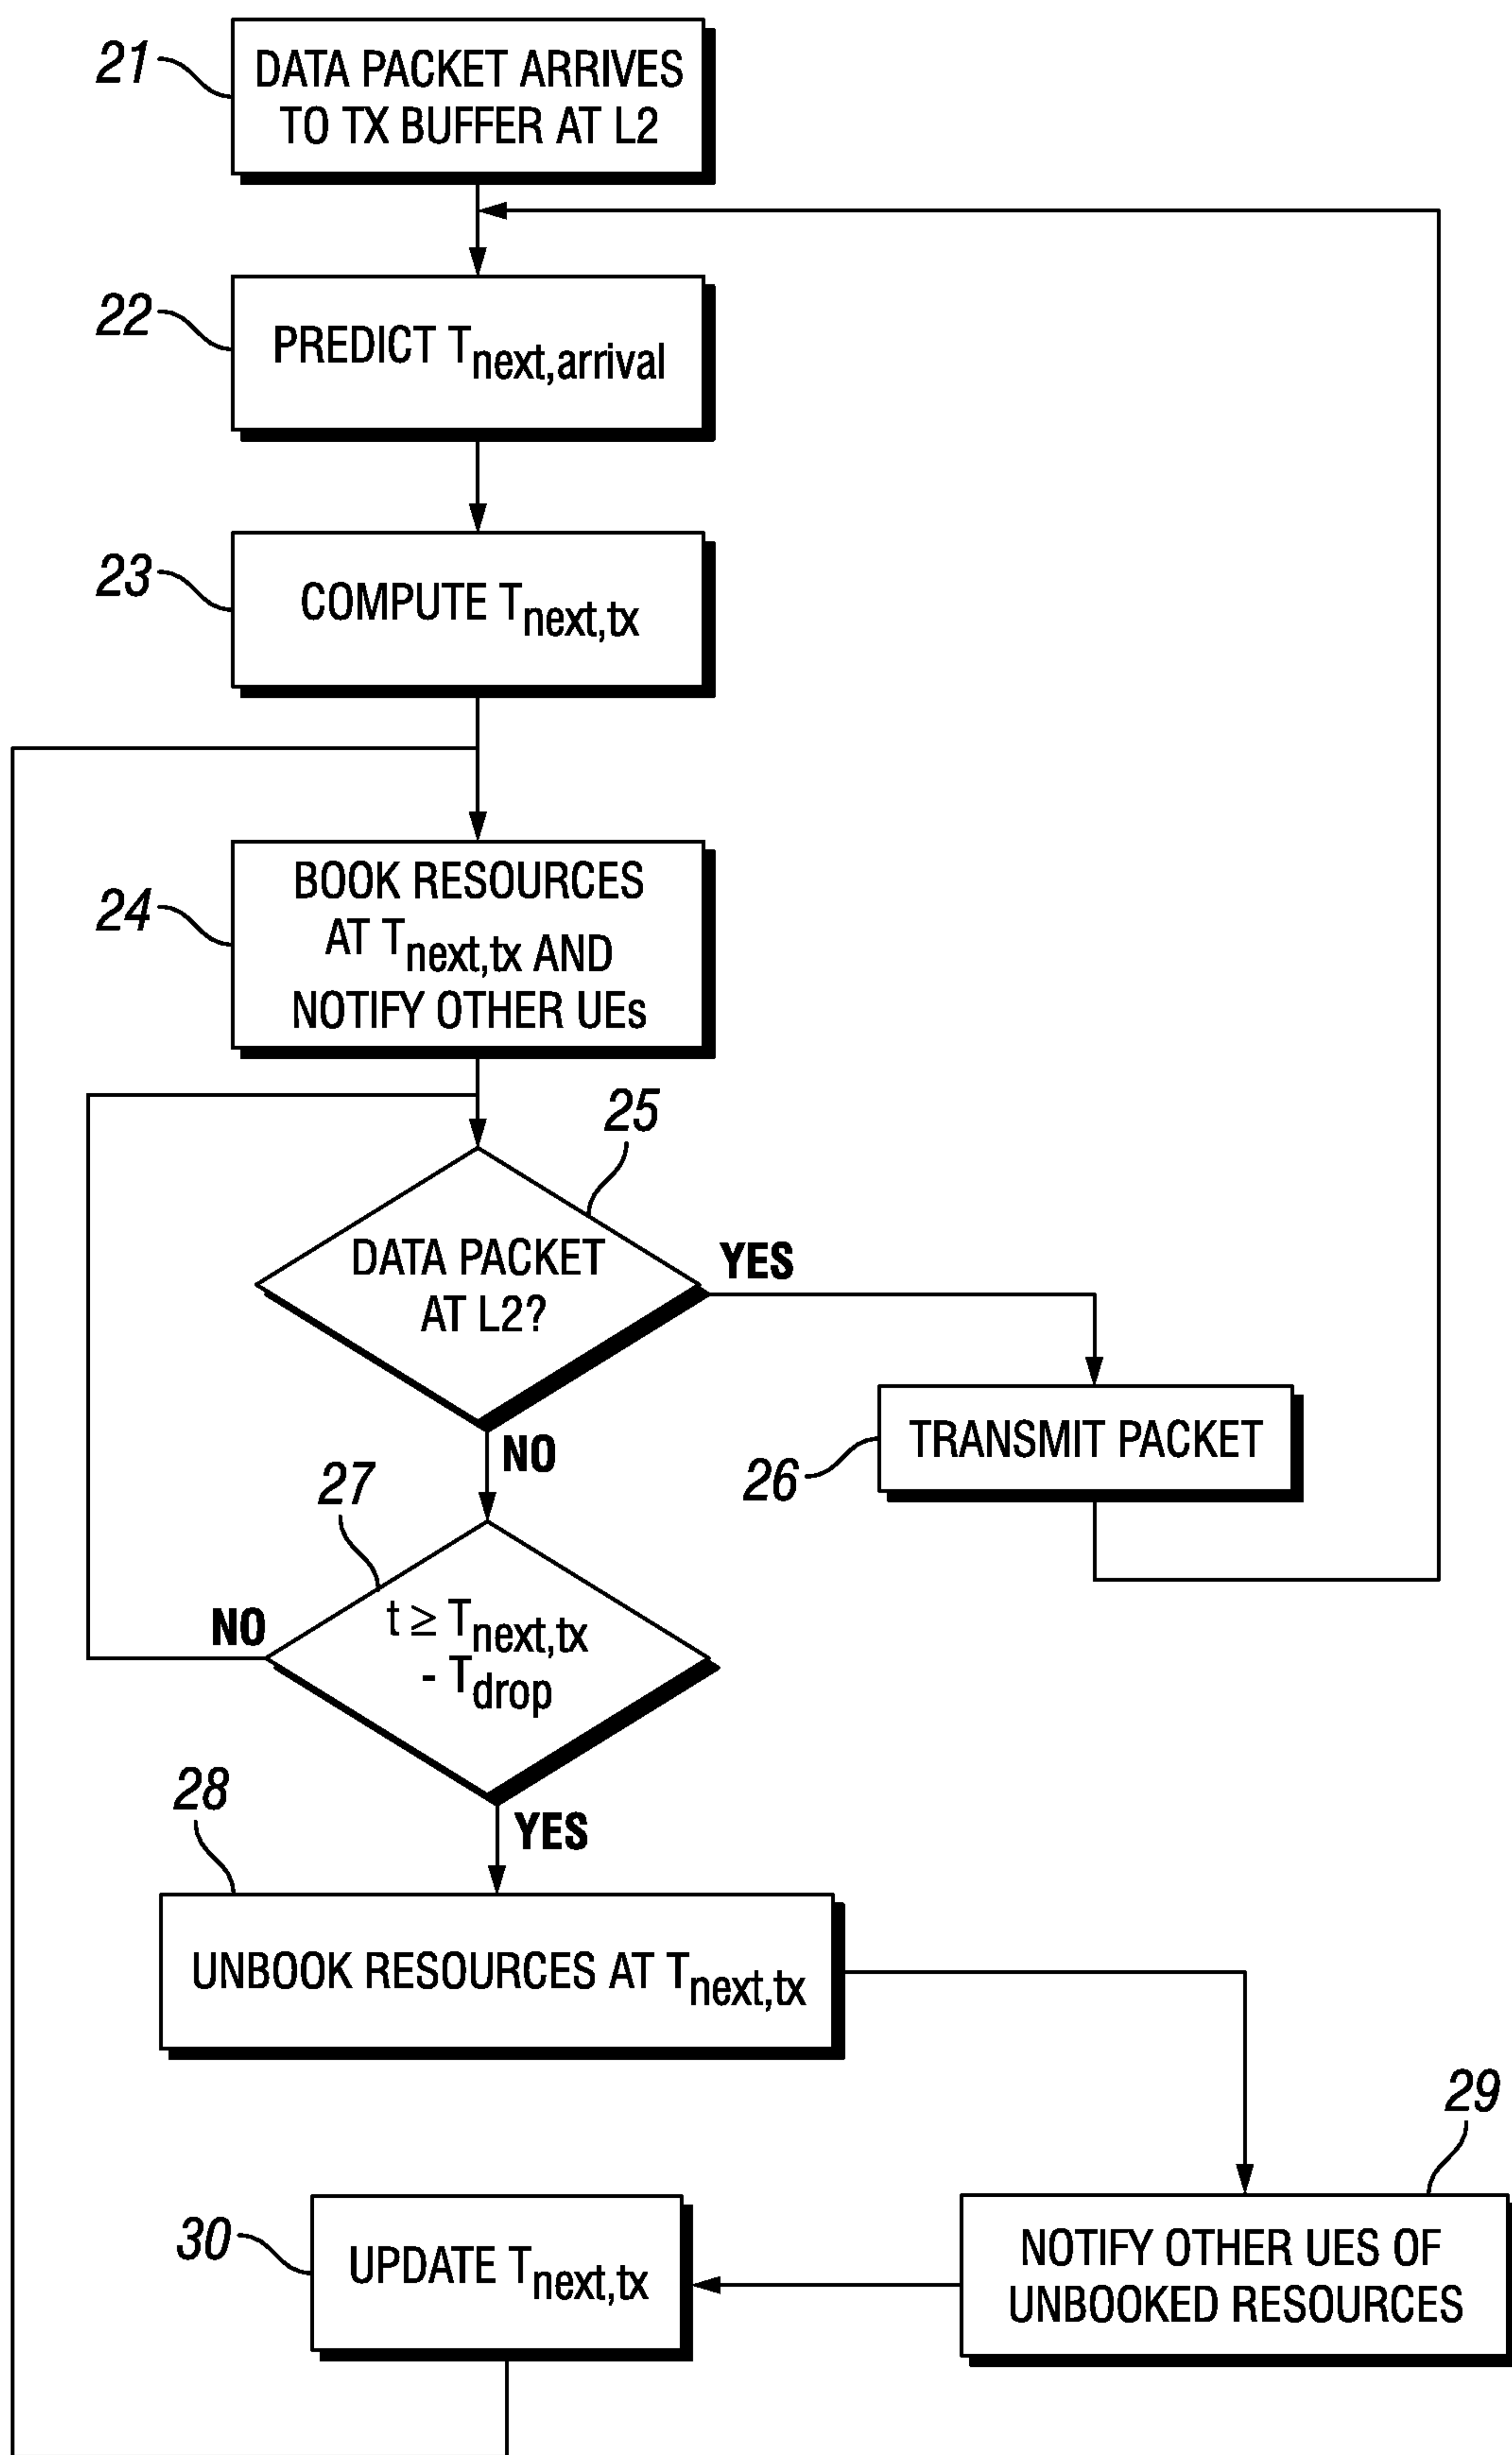 21
DATA PACKET ARRIVES
TO TX BUFFER AT L2
22
PREDICT Tnext,arrival
23
COMPUTE Tnext,tx
24
BOOK RESOURCES
AT Tnext,tx AND
NOTIFY OTHER UEs
25
DATA PACKET
AT L2?
YES
NO
26
TRANSMIT PACKET
27
t ≥ Tnext,tx
- Tdrop
NO
YES
28
UNBOOK RESOURCES AT Tnext,tx
29
NOTIFY OTHER UES OF
UNBOOKED RESOURCES
30
UPDATE Tnext,tx